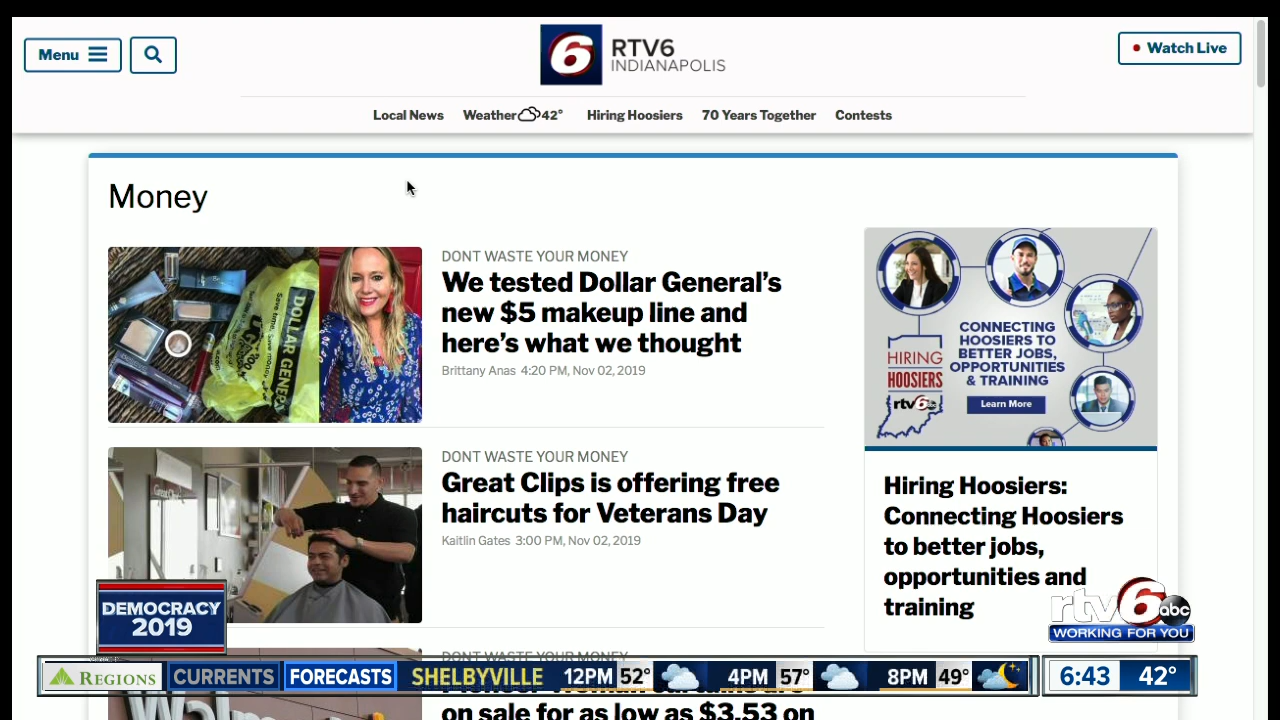 Menu
RTV6
INDIANAPOLIS
Watch Live
Local News
Weather 42°
Hiring Hoosiers
70 Years Together
Contests
Money
DOLLAR GENERAL
DONT WASTE YOUR MONEY
We tested Dollar General's
new $5 makeup line and
here's what we thought
Brittany Anas 4:20 PM, Nov 02, 2019
CONNECTING
HOOSIERS TO
BETTER JOBS,
OPPORTUNITIES
& TRAINING
Learn More
HIRING
HOOSIERS
rtv6
DONT WASTE YOUR MONEY
Great Clips is offering free
haircuts for Veterans Day
Kaitlin Gates 3:00 PM, Nov 02, 2019
Hiring Hoosiers:
Connecting Hoosiers
to better jobs,
opportunities and
training
DEMOCRACY
2019
rtv6 abc
WORKING FOR YOU
DONT WASTE YOUR MONEY
REGIONS
CURRENTS
FORECASTS
SHELBYVILLE
12PM 52°
4PM 57°
8PM 49°
6:43
42°
on sale for as low as $3.53 on